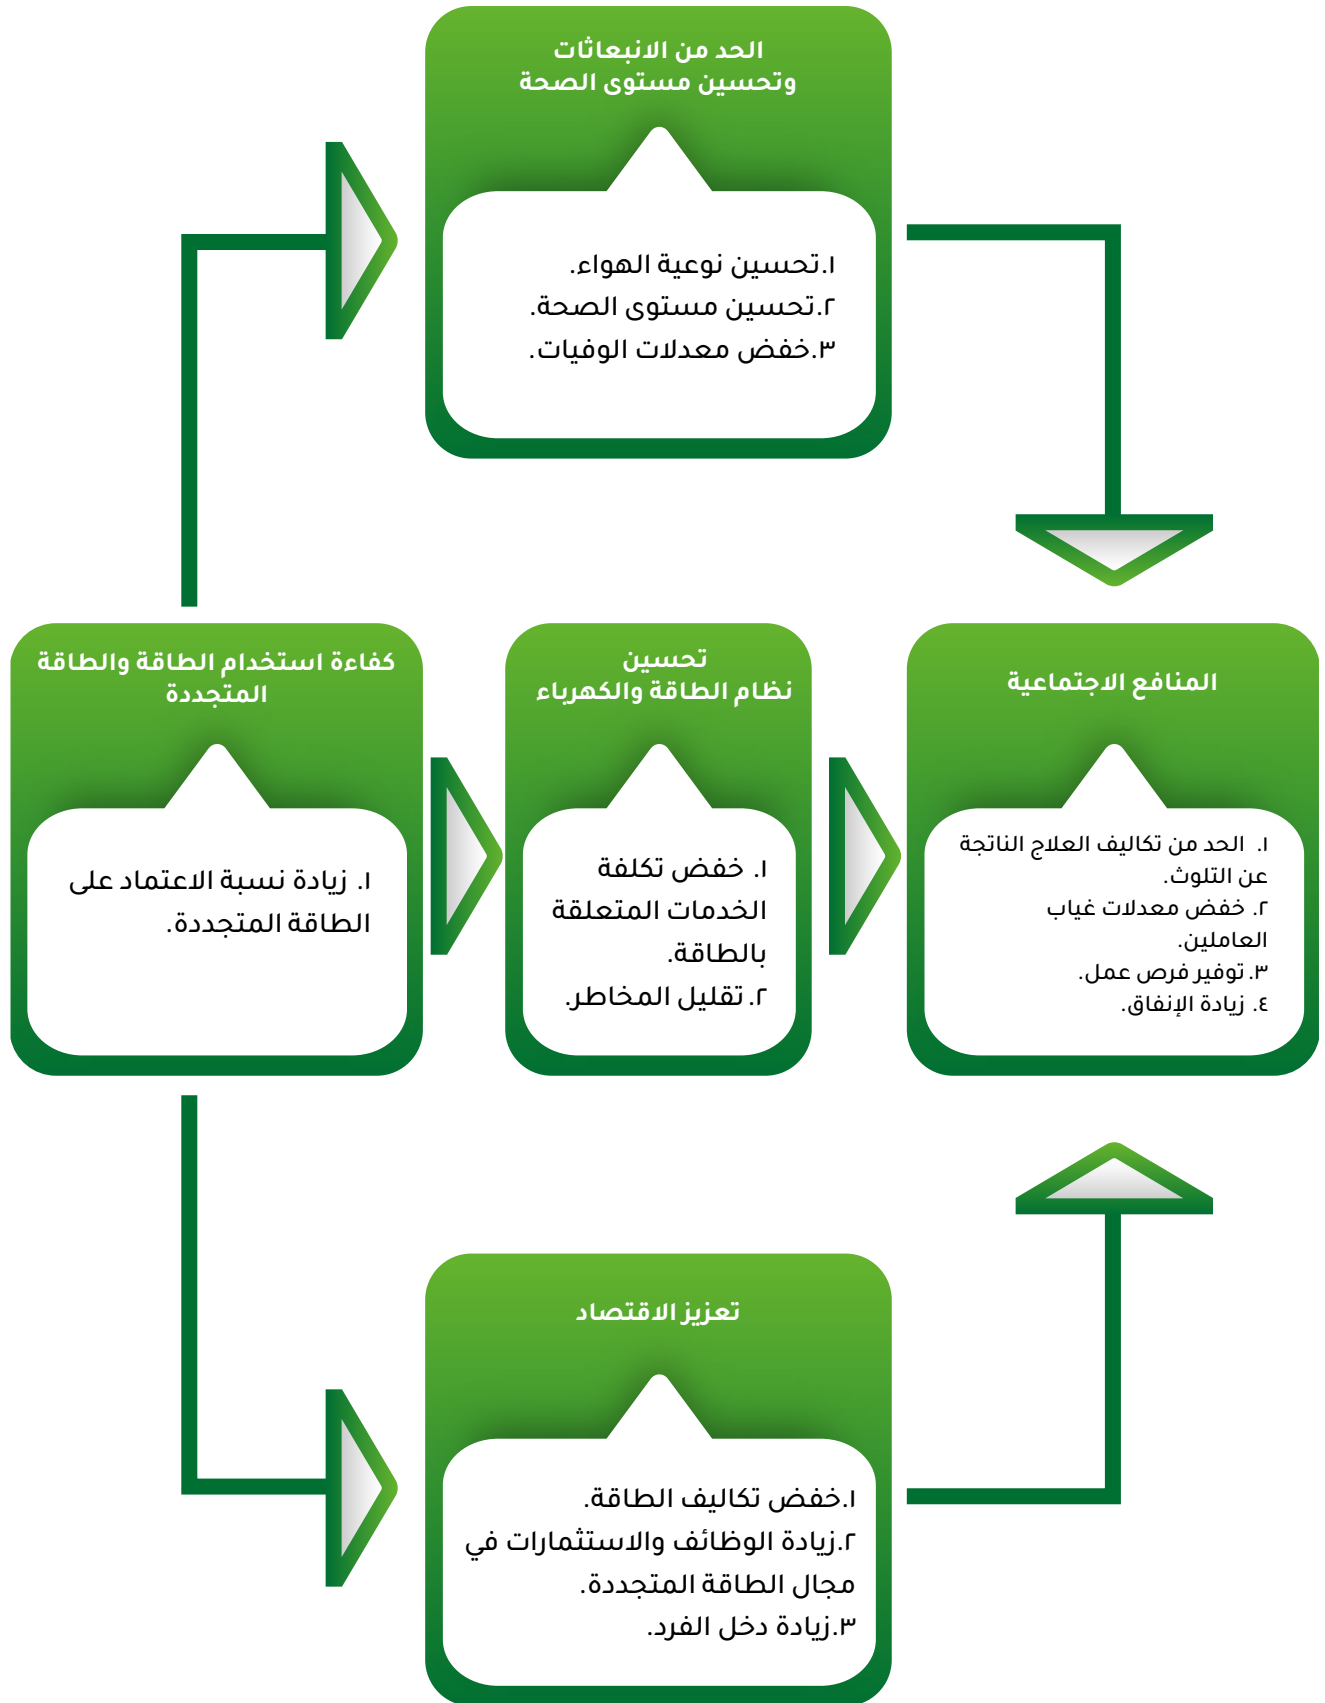 الحد من الانبعاثات
وتحسين مستوى الصحة
١.تحسين نوعية الهواء.
٢.تحسين مستوى الصحة.
٣.خفض معدلات الوفيات.
كفاءة استخدام الطاقة والطاقة
المتجددة
١. زيادة نسبة الاعتماد على
الطاقة المتجددة.
تحسين
نظام الطاقة والكهرباء
١. خفض تكلفة
الخدمات المتعلقة
بالطاقة.
٢. تقليل المخاطر.
المنافع الاجتماعية
١. الحد من تكاليف العلاج الناتجة
عن التلوث.
٢. خفض معدلات غياب
العاملين.
٣. توفير فرص عمل.
٤. زيادة الإنفاق.
تعزيز الاقتصاد
١.خفض تكاليف الطاقة.
٢.زيادة الوظائف والاستثمارات في
مجال الطاقة المتجددة.
٣.زيادة دخل الفرد.